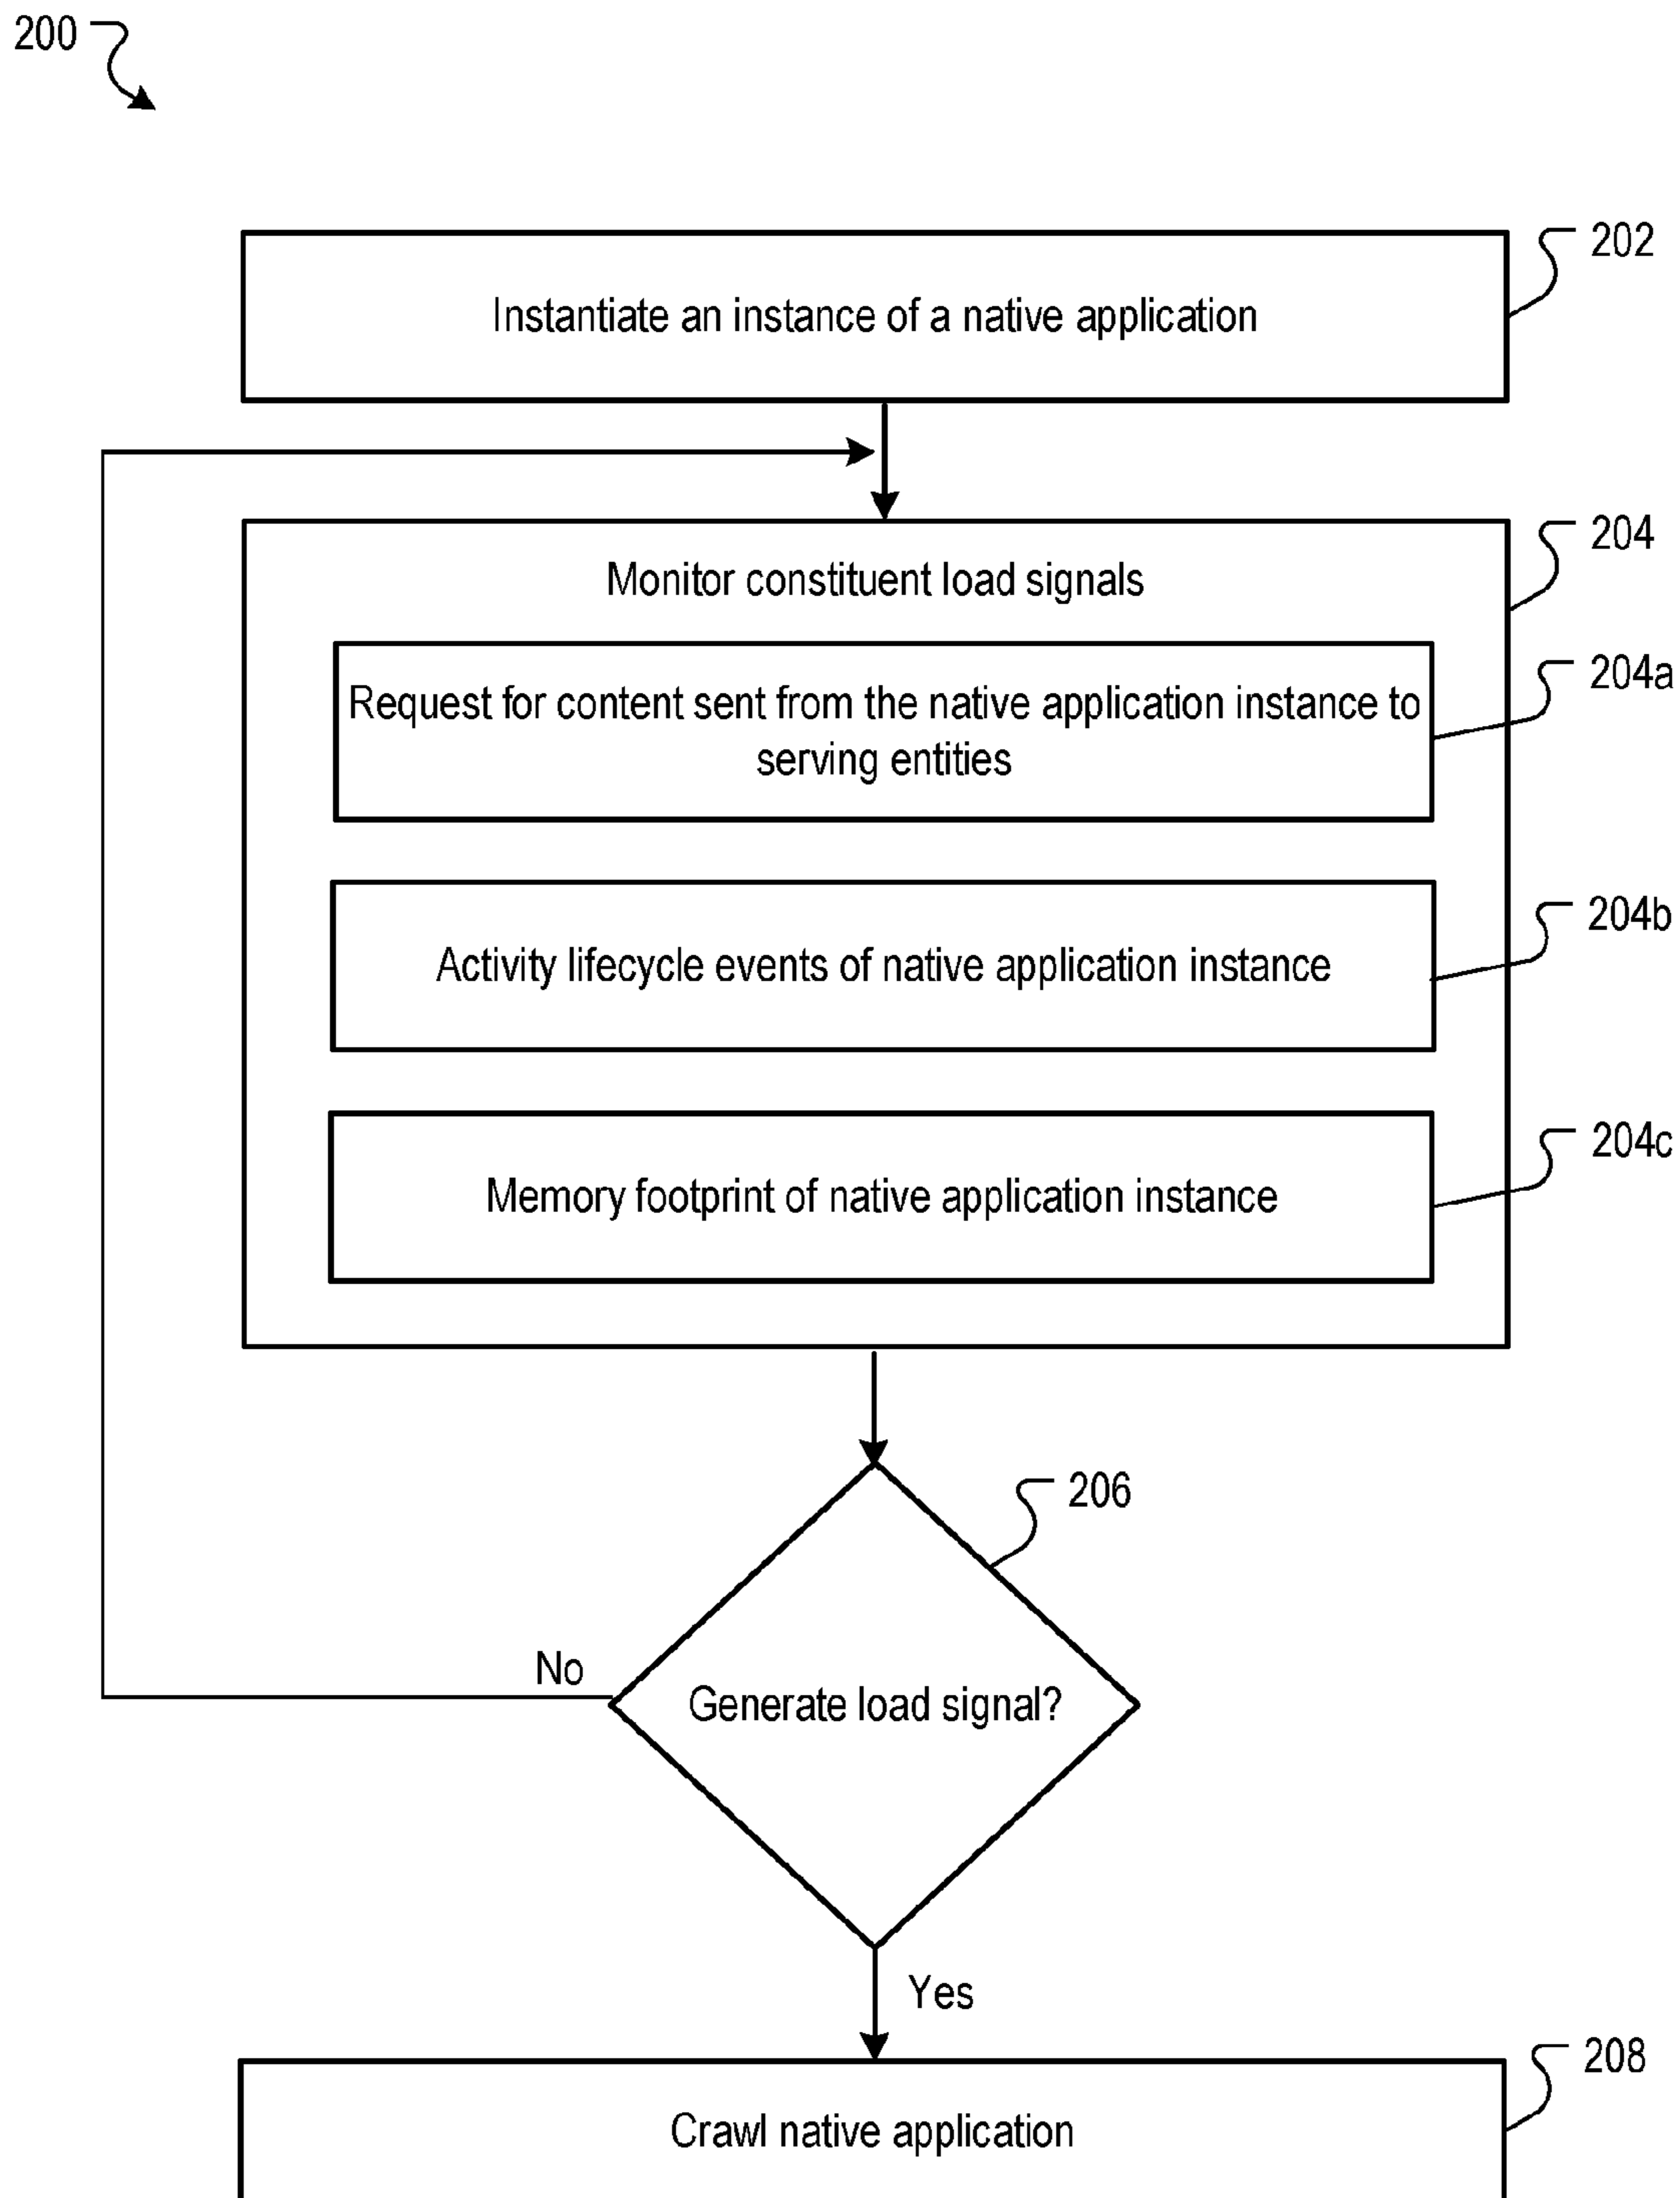 200
202
Instantiate an instance of a native application
204
Monitor constituent load signals
204a
Request for content sent from the native application instance to
serving entities
204b
Activity lifecycle events of native application instance
204c
Memory footprint of native application instance
206
No
Generate load signal?
Yes
208
Crawl native application